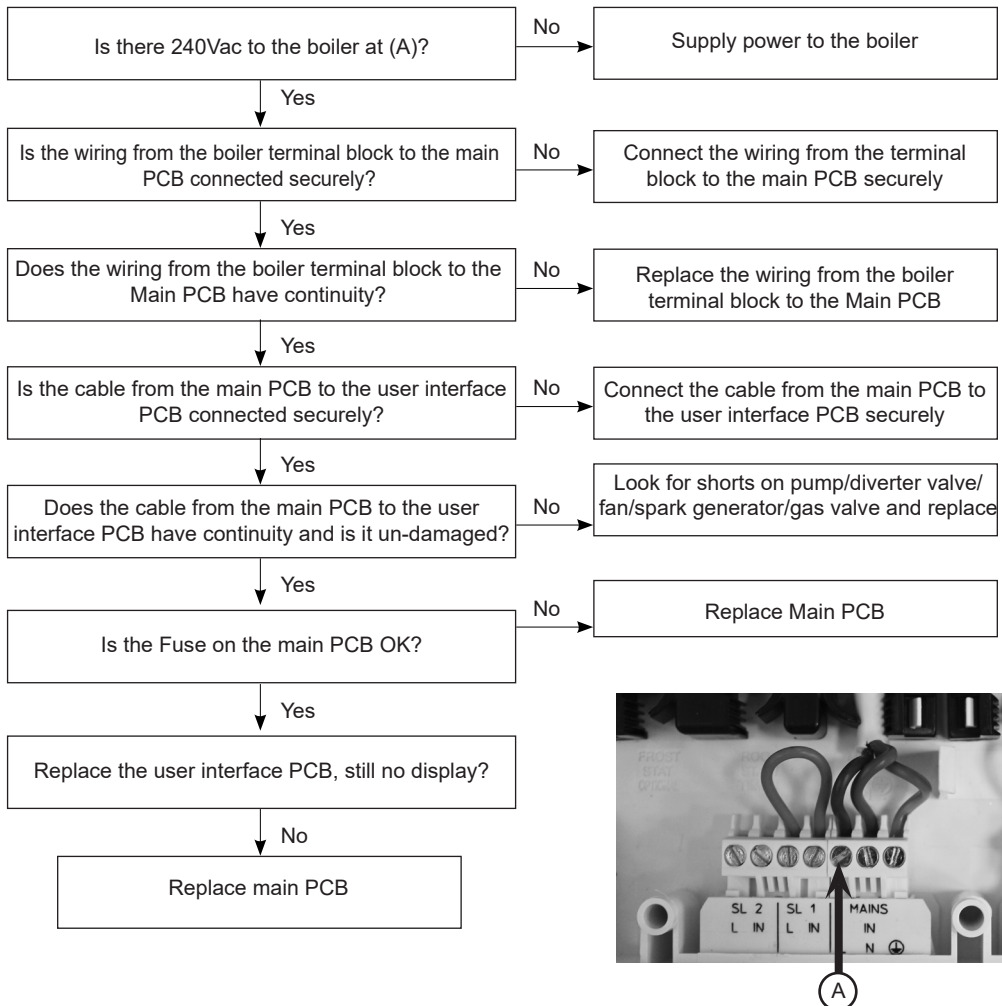 Is there 240Vac to the boiler at (A)?
No
Supply power to the boiler
Yes
Is the wiring from the boiler terminal block to the main
PCB connected securely?
No
Connect the wiring from the terminal
block to the main PCB securely
Yes
Does the wiring from the boiler terminal block to the
Main PCB have continuity?
No
Replace the wiring from the boiler
terminal block to the Main PCB
Yes
Is the cable from the main PCB to the user interface
PCB connected securely?
No
Connect the cable from the main PCB to
the user interface PCB securely
Yes
Does the cable from the main PCB to the user
interface PCB have continuity and is it un-damaged?
No
Look for shorts on pump/diverter valve/
fan/spark generator/gas valve and replace
Yes
Is the Fuse on the main PCB OK?
No
Replace Main PCB
Yes
Replace the user interface PCB, still no display?
No
Replace main PCB
FROST
STAT
SL 2
L IN
SL 1
L IN
MAINS
IN
N
A